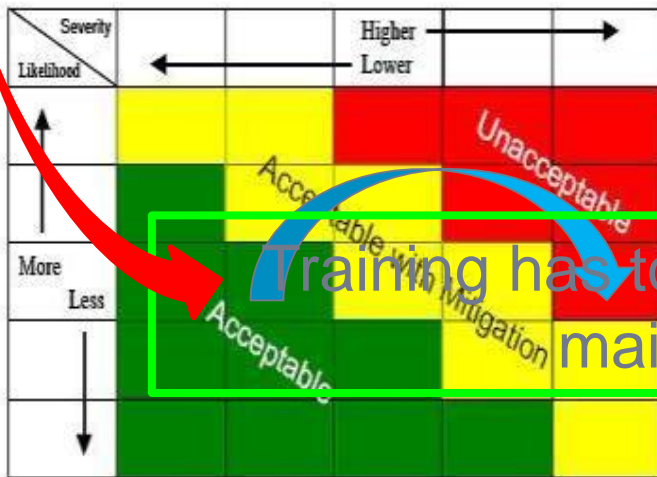 Severity
Likelihood
Higher
Lower
Unacceptable
Acceptable with Mitigation
Acceptable
More
Less
Training has to
mai